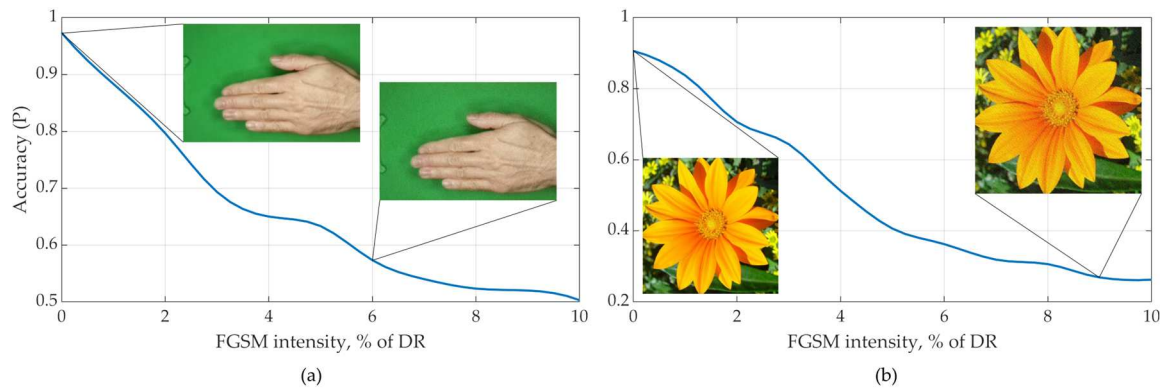 (a)
1
0.9
0.8
0.7
0.6
0.5
Accuracy (P)
0 2 4 6 8 10
FGSM intensity, % of DR
(b)
1
0.8
0.6
0.4
0.2
0 2 4 6 8 10
FGSM intensity, % of DR